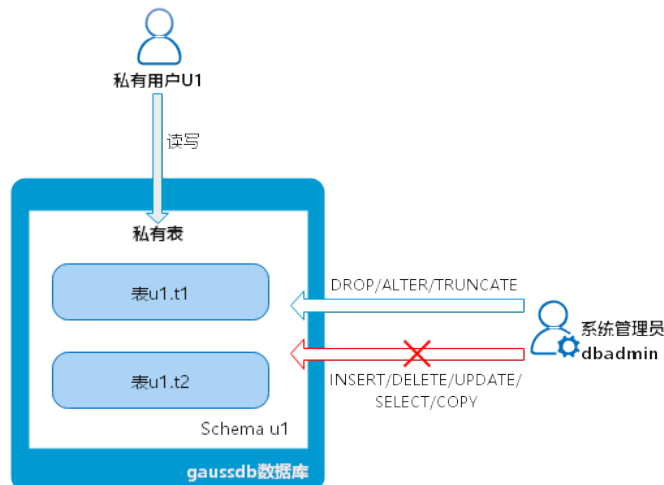 私有用户U1
读写
私有表
表u1.t1
DROP/ALTER/TRUNCATE
系统管理员
dbadmin
表u1.t2
INSERT/DELETE/UPDATE/
SELECT/COPY
Schema u1
gaussdb数据库